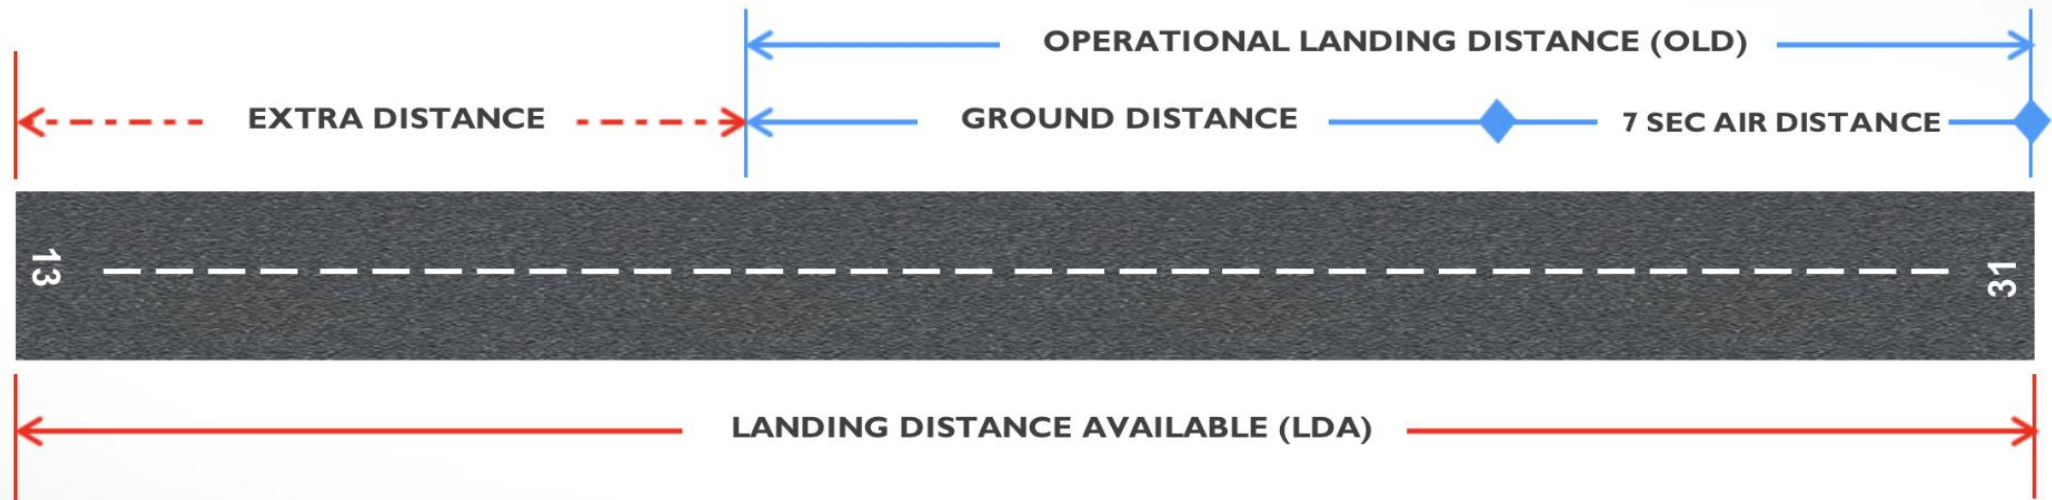 OPERATIONAL LANDING DISTANCE (OLD)
EXTRA DISTANCE
GROUND DISTANCE
7 SEC AIR DISTANCE
13
31
LANDING DISTANCE AVAILABLE (LDA)